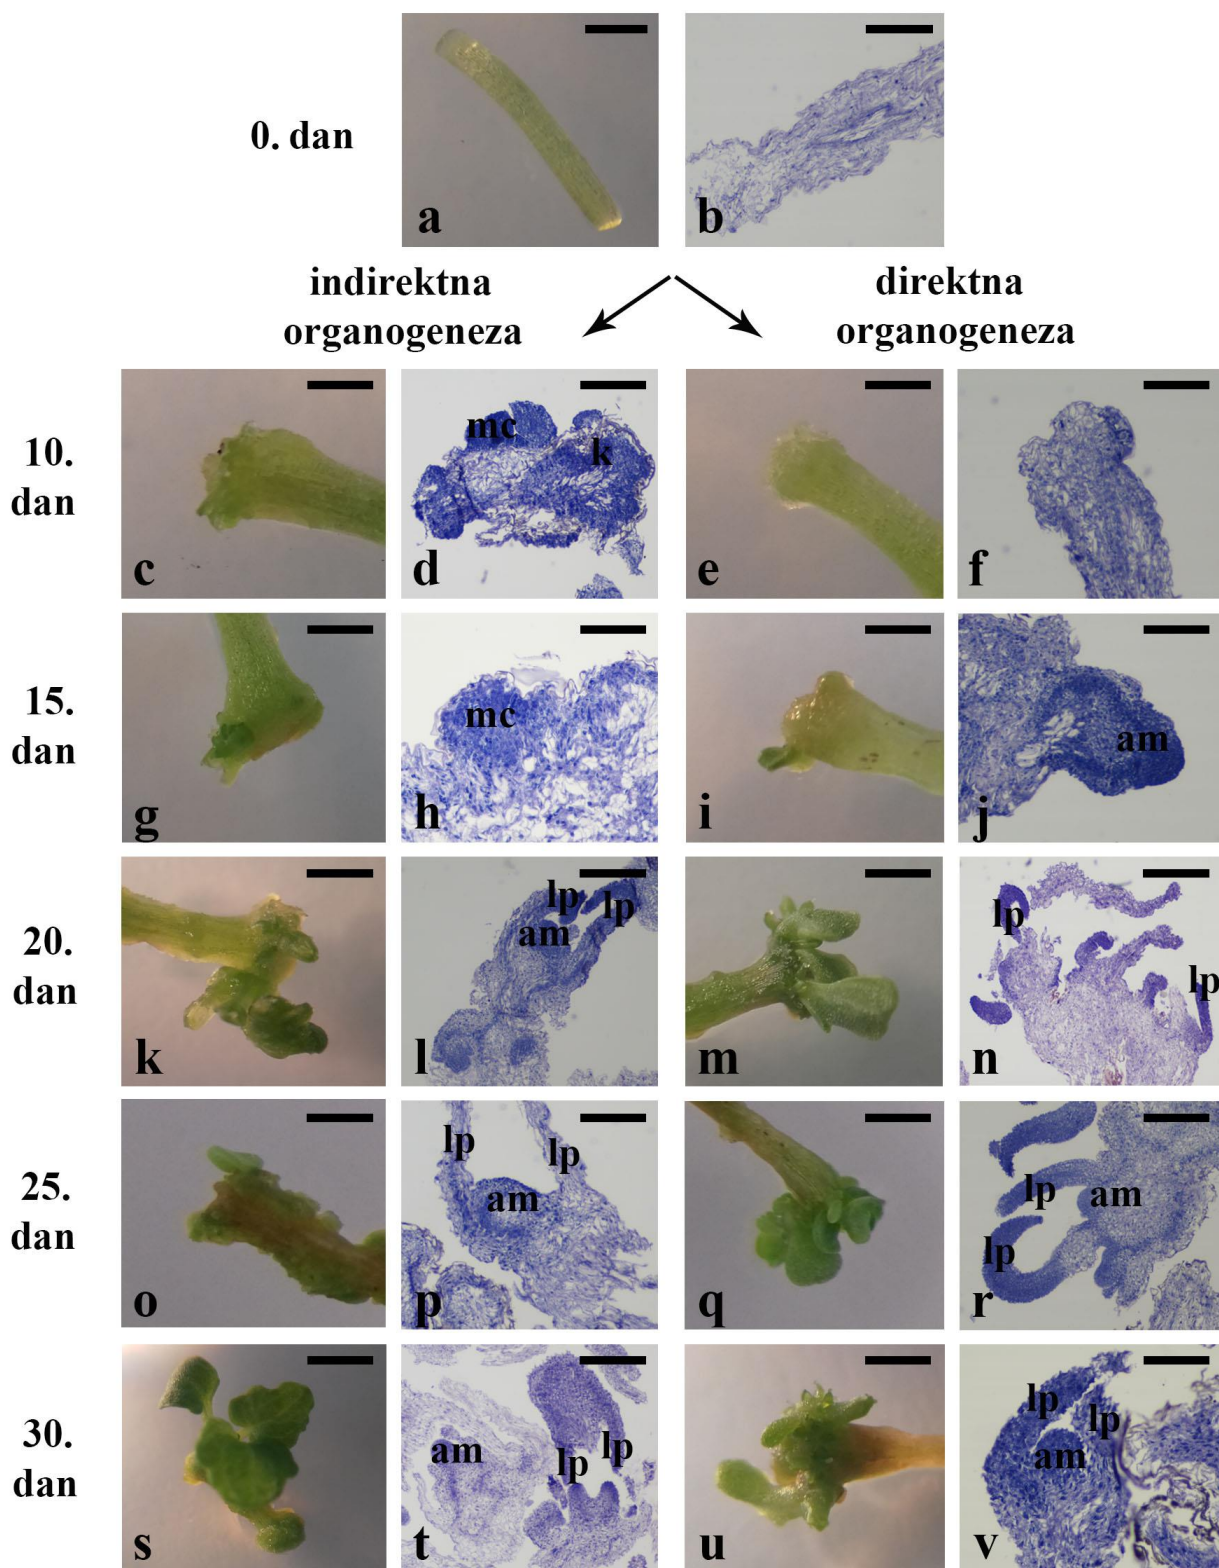 a
b
0. dan
indirektna
organogeneza
direktna
organogeneza
10.
dan
c
mc
k
d
e
f
15.
dan
g
mc
h
i
am
j
20.
dan
k
lp
lp
am
l
m
lp
lp
n
25.
dan
o
lp
lp
am
p
q
lp
am
lp
r
30.
dan
s
am
lp
lp
t
u
lp
lp
am
v